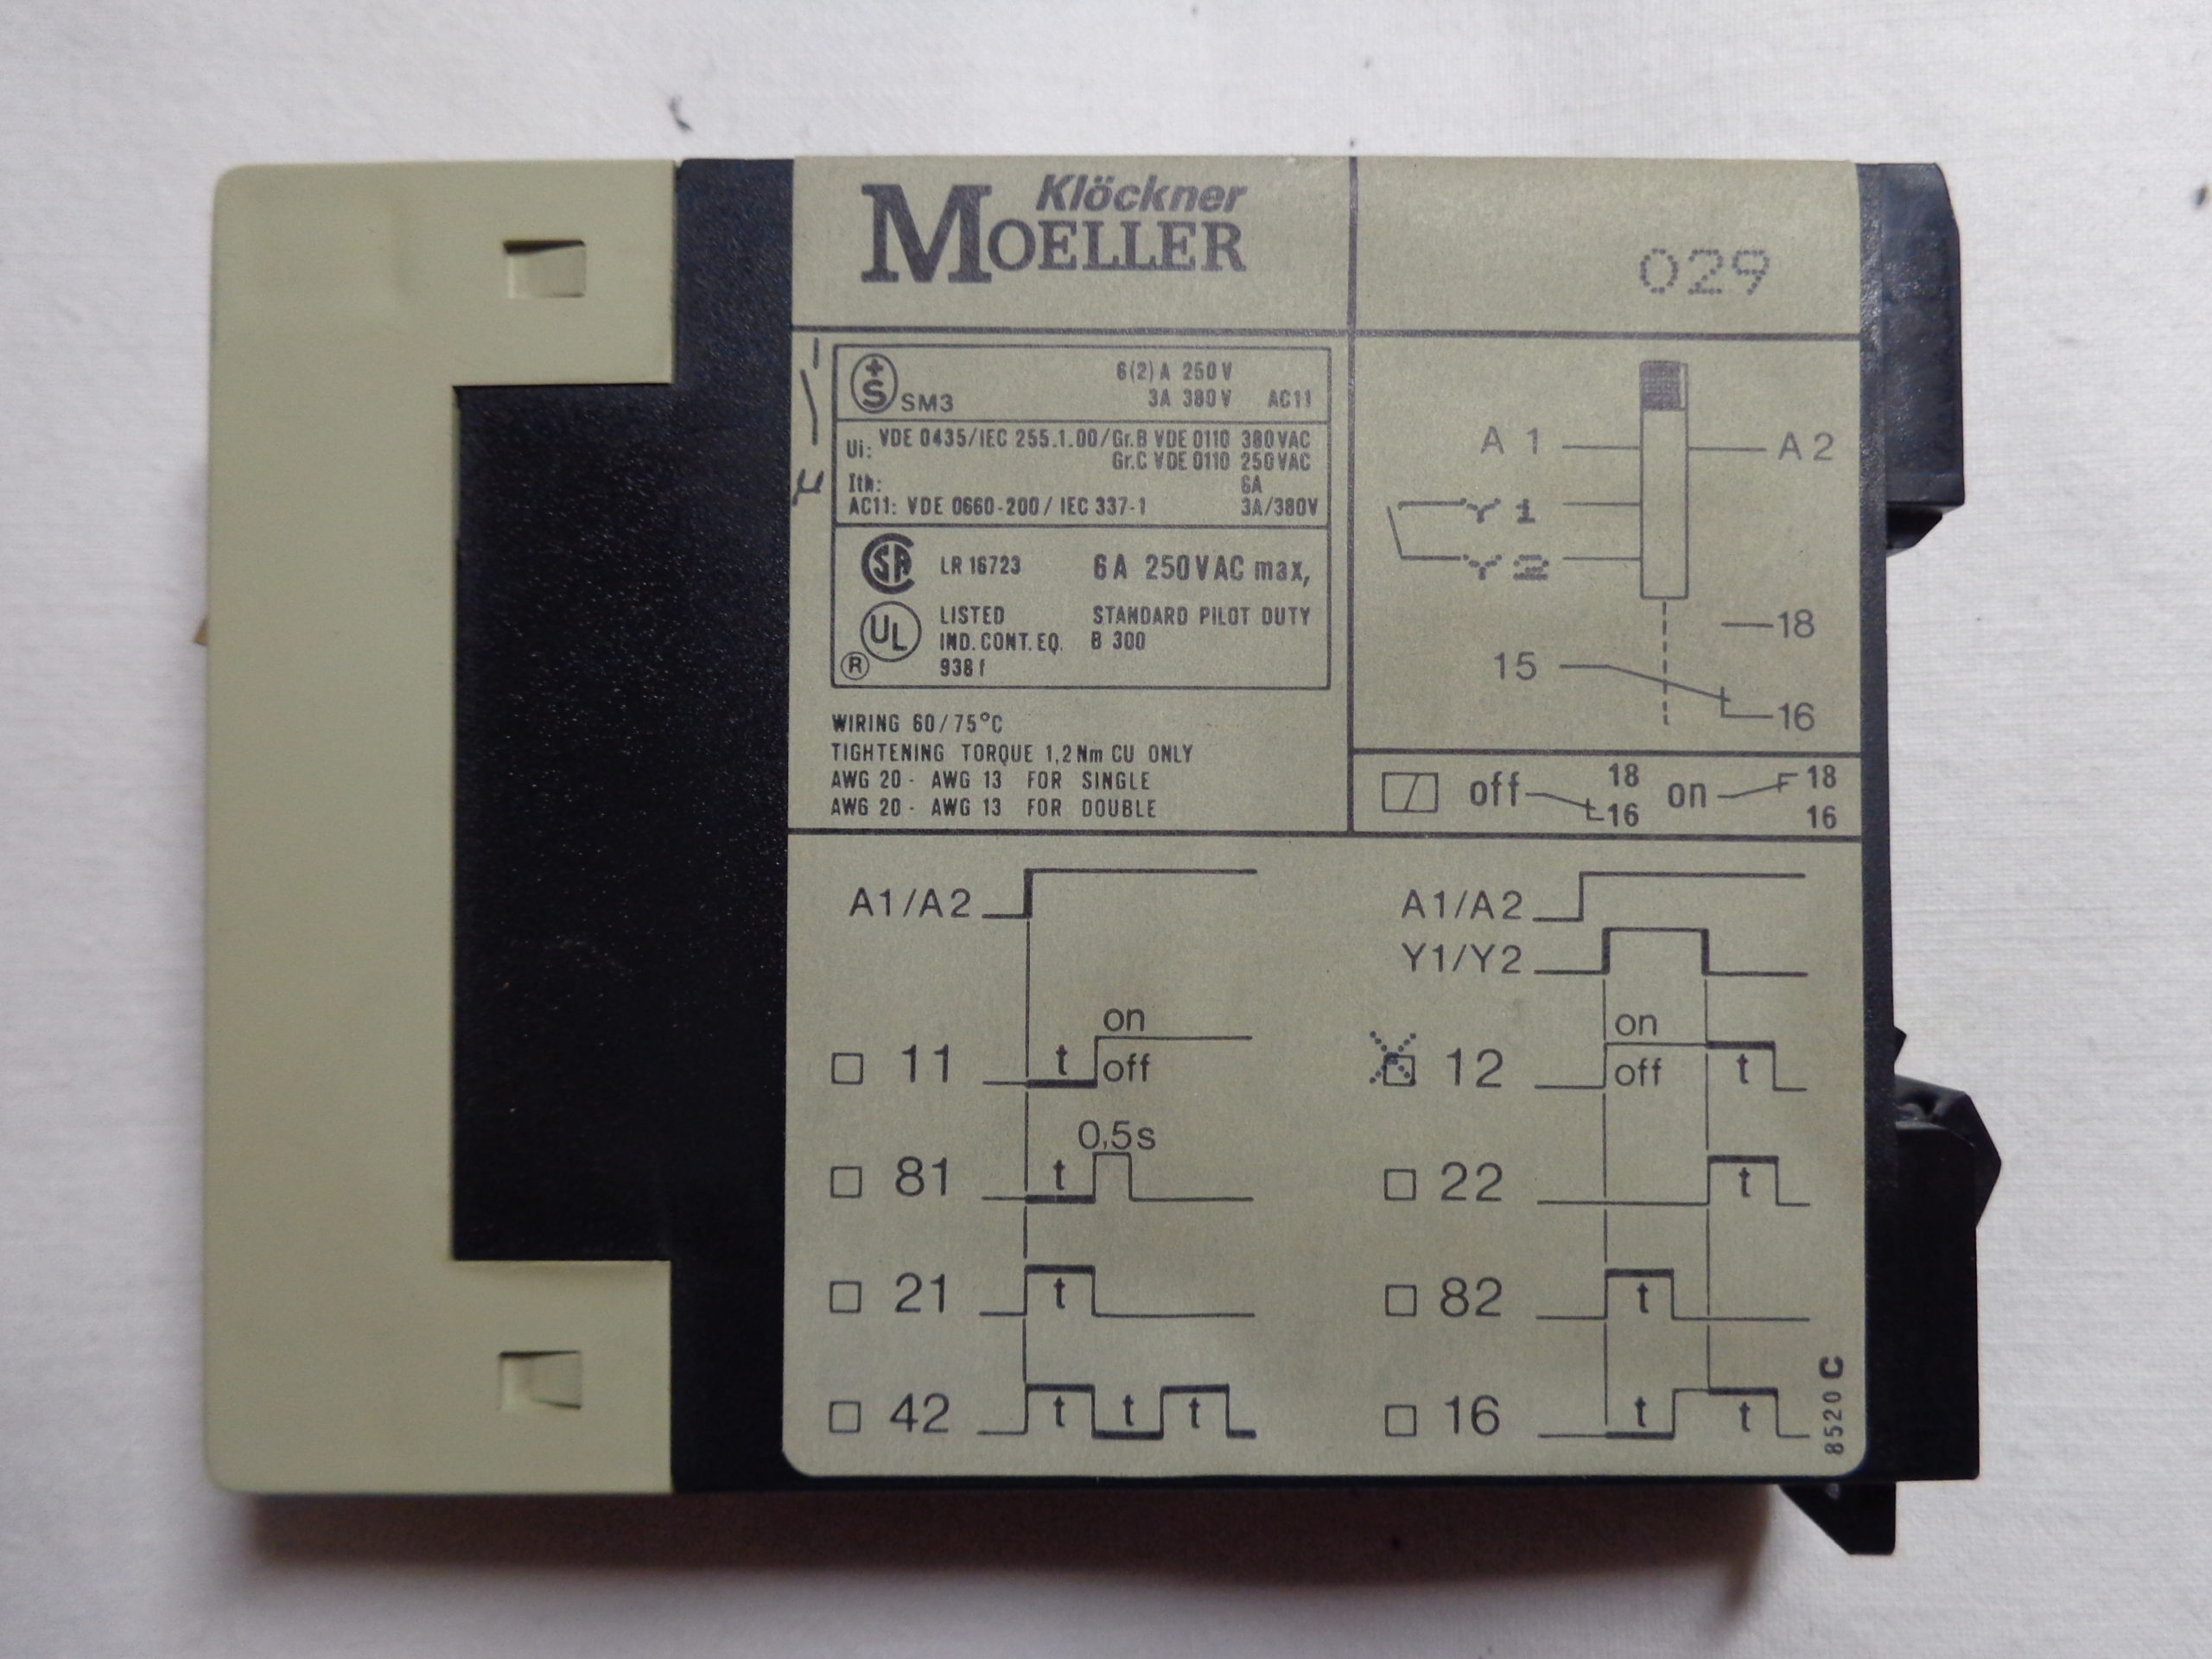 Klöckner
MOELLER
029
+S SM3 6(2)A 250V
3A 380V AC11
Ui: VDE 0435/IEC 255.1.00/Gr.B VDE 0110 380VAC
Gr.C VDE 0110 250VAC
Ith: 6A
AC11: VDE 0660-200/ IEC 337-1 3A/380V
SA LR 16723 6A 250VAC max,
UL LISTED STANDARD PILOT DUTY
IND.CONT.EQ. B 300
® 938 f
WIRING 60/75°C
TIGHTENING TORQUE 1,2Nm CU ONLY
AWG 20 - AWG 13 FOR SINGLE
AWG 20 - AWG 13 FOR DOUBLE
A1 A2
Y1
Y2
18
15
16
off 18 16 on 18 16
A1/A2
11 t on off
81 t 0,5s
21 t
42 t t t
A1/A2
Y1/Y2
12 on off t
22 t
82 t
16 t t
8520 C